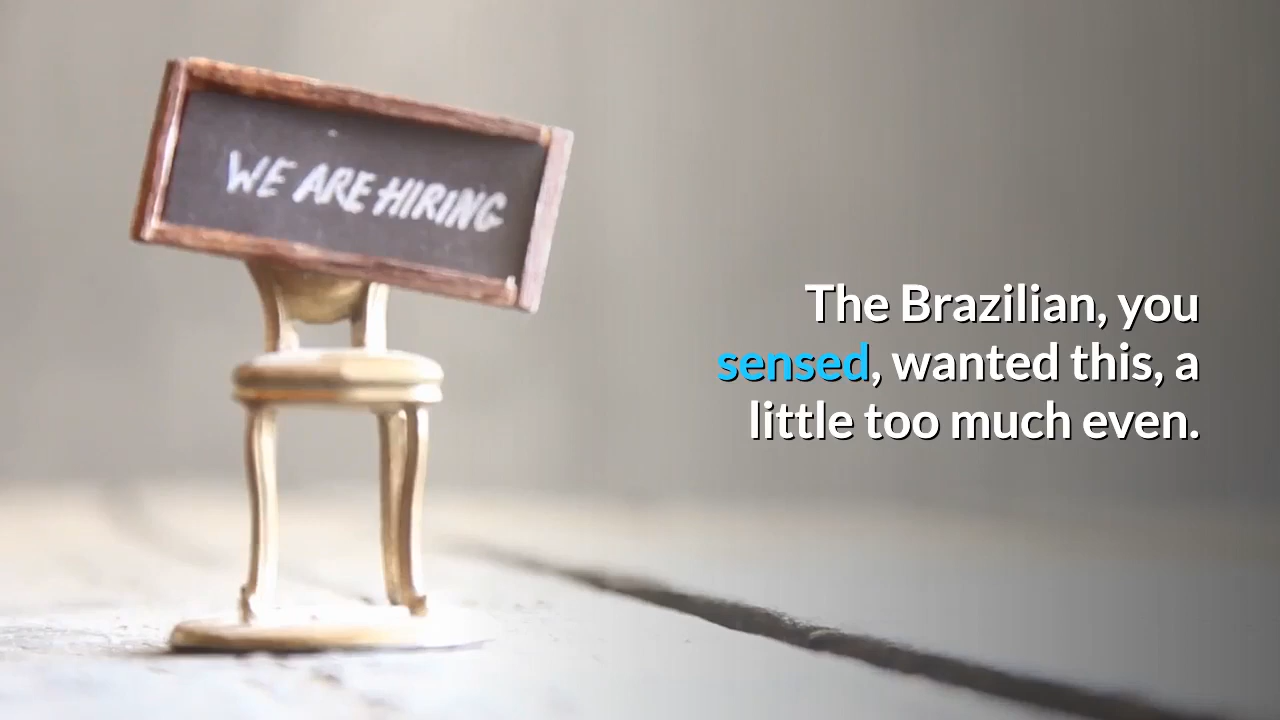 WE ARE HIRING
The Brazilian, you
sensed, wanted this, a
little too much even.